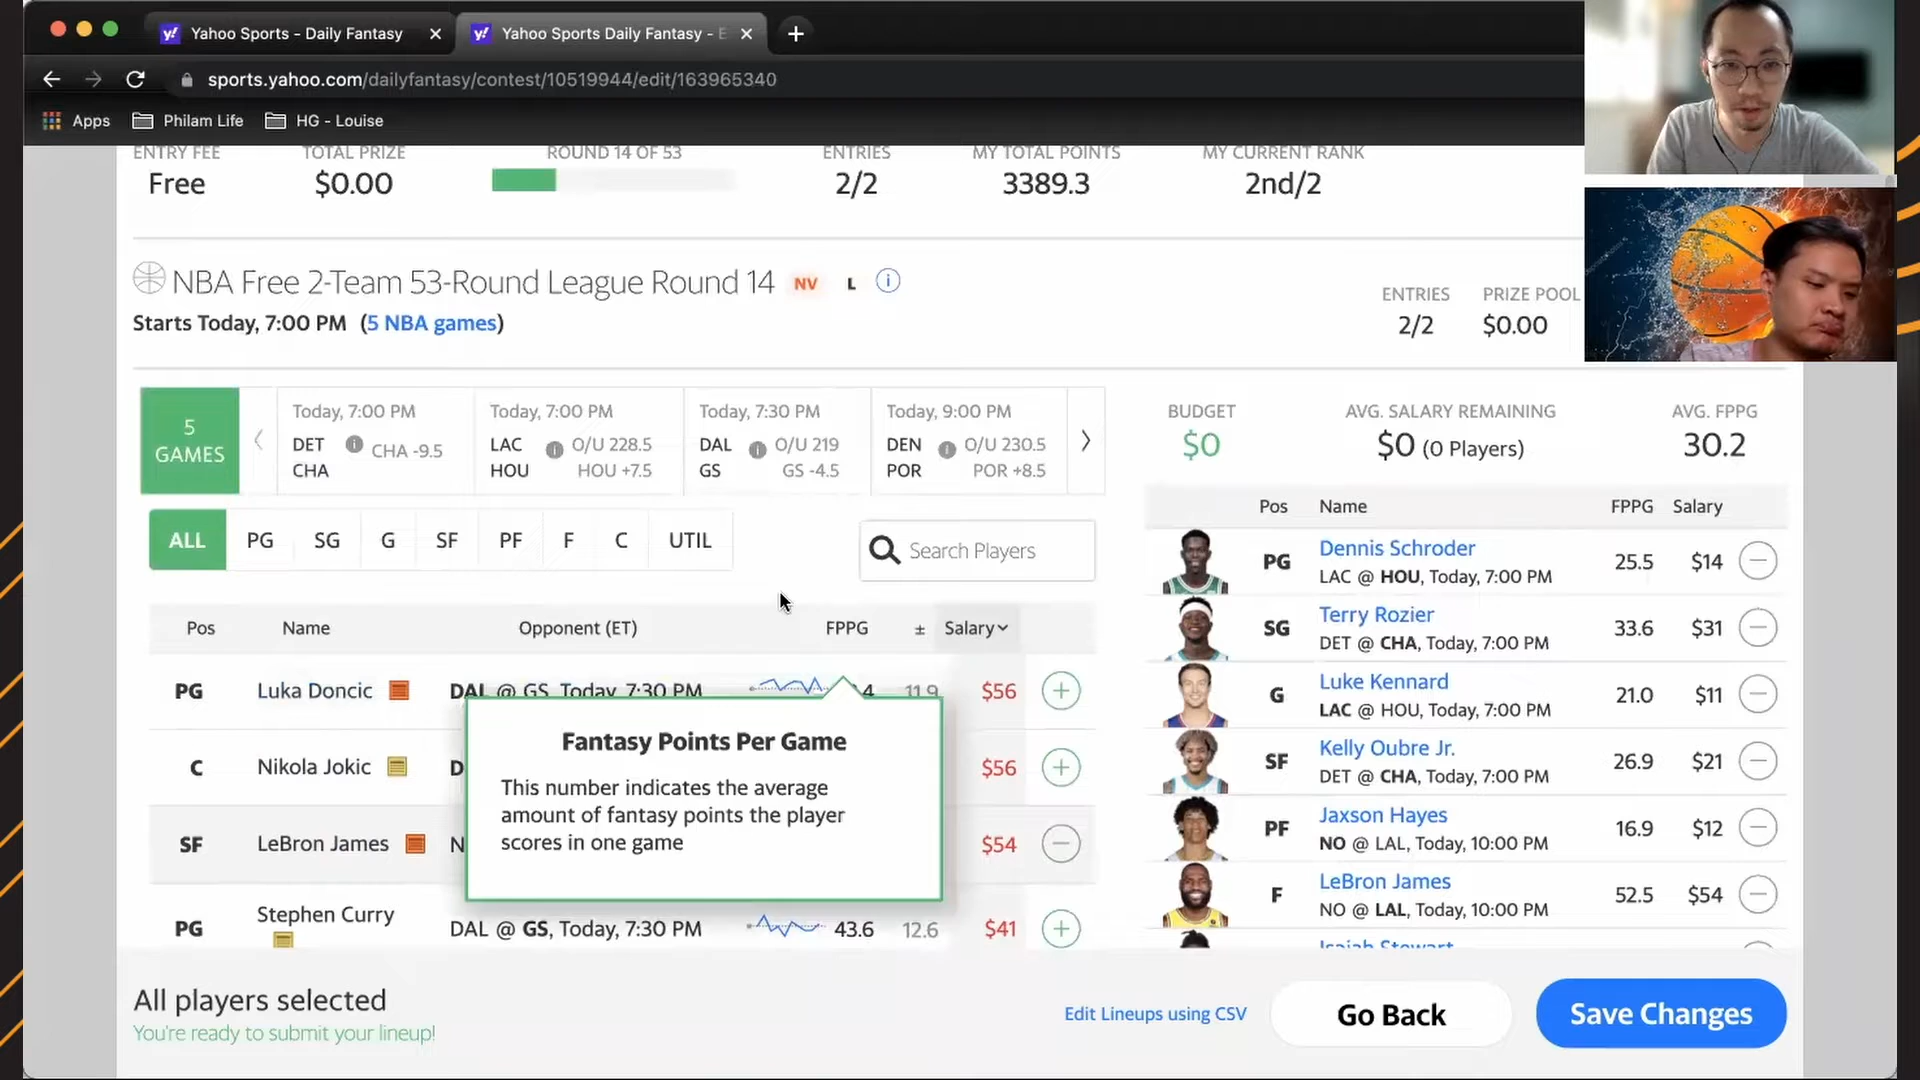 Yahoo Sports - Daily Fantasy
Yahoo Sports Daily Fantasy - E
sports.yahoo.com/dailyfantasy/contest/10519944/edit/163965340
Apps
Philam Life
HG - Louise
ENTRY FEE
Free
TOTAL PRIZE
$0.00
ROUND 14 OF 53
ENTRIES
2/2
MY TOTAL POINTS
3389.3
MY CURRENT RANK
2nd/2
NBA Free 2-Team 53-Round League Round 14 NV L
Starts Today, 7:00 PM (5 NBA games)
ENTRIES
2/2
PRIZE POOL
$0.00
5
GAMES
Today, 7:00 PM
DET
CHA
CHA -9.5
Today, 7:00 PM
LAC
HOU
O/U 228.5
HOU +7.5
Today, 7:30 PM
DAL
GS
O/U 219
GS -4.5
Today, 9:00 PM
DEN
POR
O/U 230.5
POR +8.5
BUDGET
$0
AVG. SALARY REMAINING
$0 (0 Players)
AVG. FPPG
30.2
ALL PG SG G SF PF F C UTIL
Search Players
Pos Name Opponent (ET) FPPG ± Salary
PG Luka Doncic DAL @ GS, Today, 7:30 PM 11.9 $56
C Nikola Jokic $56
SF LeBron James $54
PG Stephen Curry DAL @ GS, Today, 7:30 PM 43.6 12.6 $41
Fantasy Points Per Game
This number indicates the average
amount of fantasy points the player
scores in one game
Pos Name FPPG Salary
PG Dennis Schroder 25.5 $14
LAC @ HOU, Today, 7:00 PM
SG Terry Rozier 33.6 $31
DET @ CHA, Today, 7:00 PM
G Luke Kennard 21.0 $11
LAC @ HOU, Today, 7:00 PM
SF Kelly Oubre Jr. 26.9 $21
DET @ CHA, Today, 7:00 PM
PF Jaxson Hayes 16.9 $12
NO @ LAL, Today, 10:00 PM
F LeBron James 52.5 $54
NO @ LAL, Today, 10:00 PM
Isaiah Stewart
All players selected
You're ready to submit your lineup!
Edit Lineups using CSV
Go Back
Save Changes